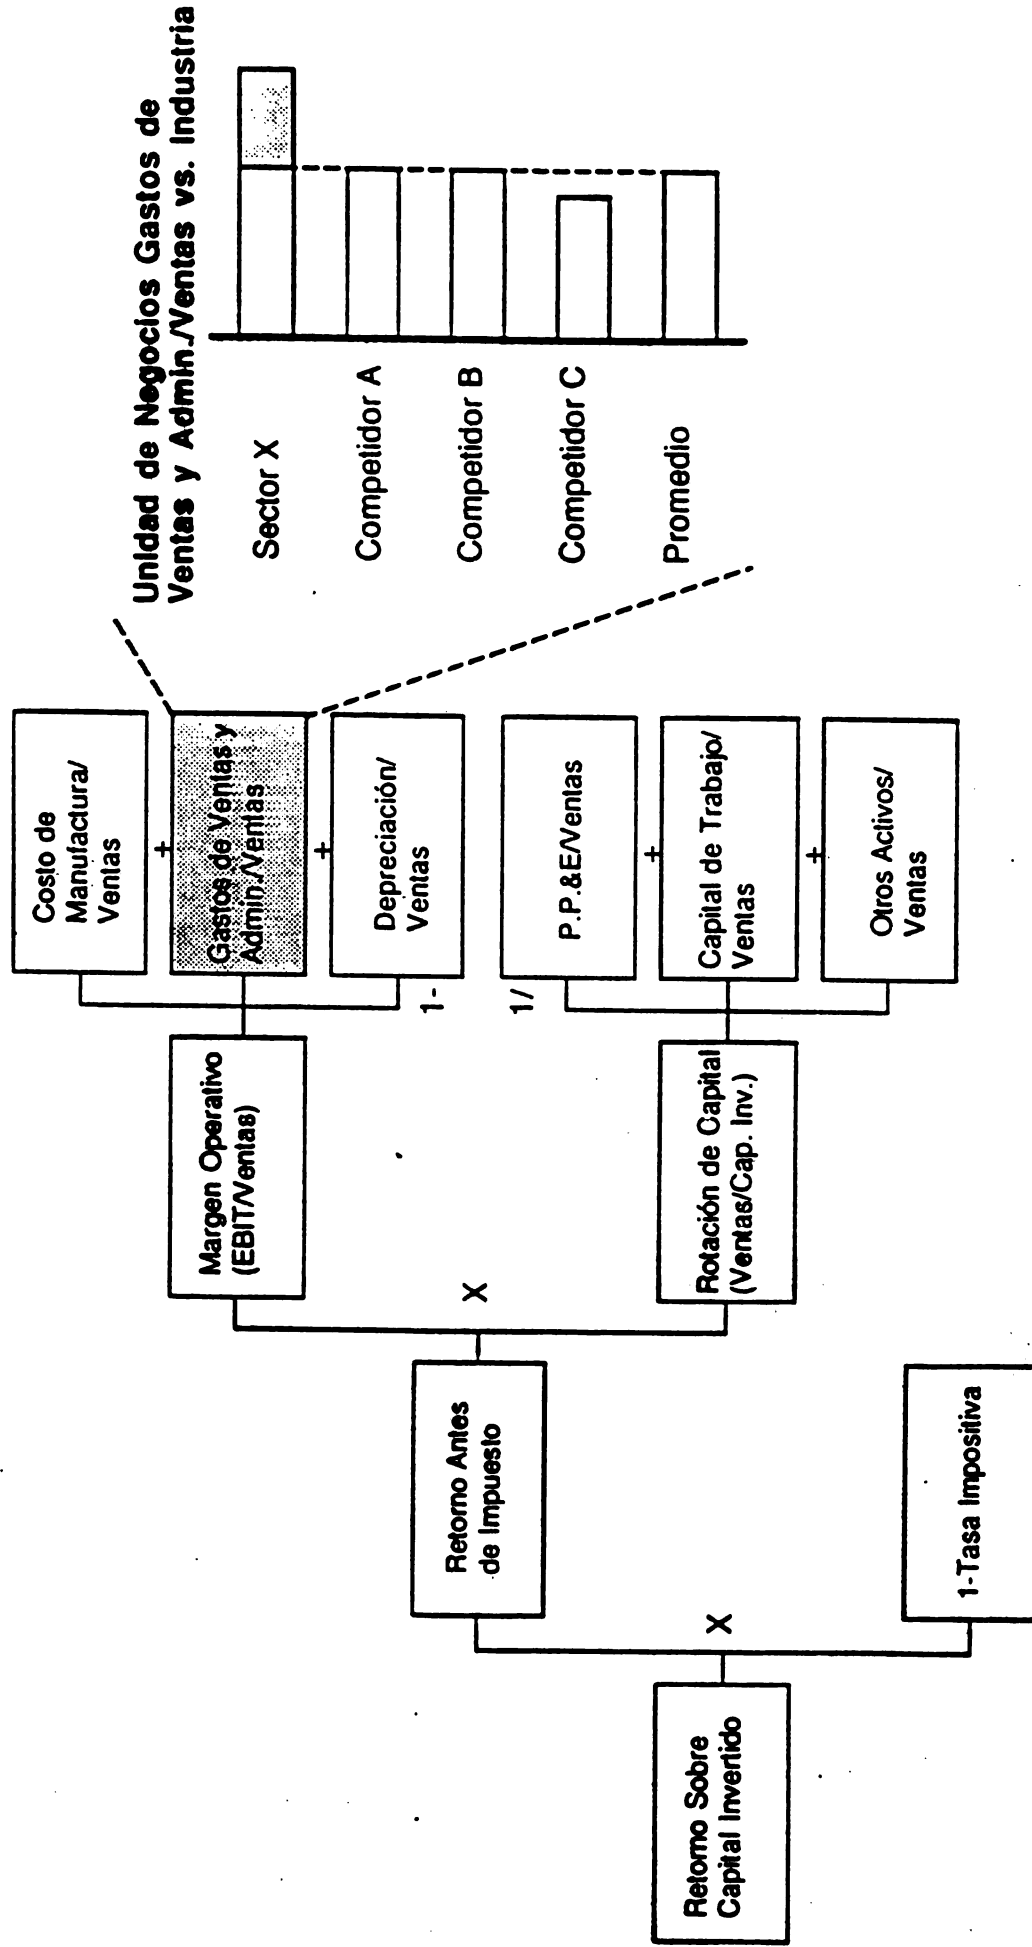 Retorno Sobre
Capital Invertido
X
Retorno Antes
de Impuesto
1-Tasa Impositiva
X
Margen Operativo
(EBIT/Ventas)
Rotación de Capital
(Ventas/Cap. Inv.)
1-
1/
Costo de
Manufactura/
Ventas
+
Gastos de Ventas y
Admin./Ventas
+
Depreciación/
Ventas
P.P.&E/Ventas
+
Capital de Trabajo/
Ventas
+
Otros Activos/
Ventas
Unidad de Negocios Gastos de
Ventas y Admin./Ventas vs. Industria
Sector X
Competidor A
Competidor B
Competidor C
Promedio